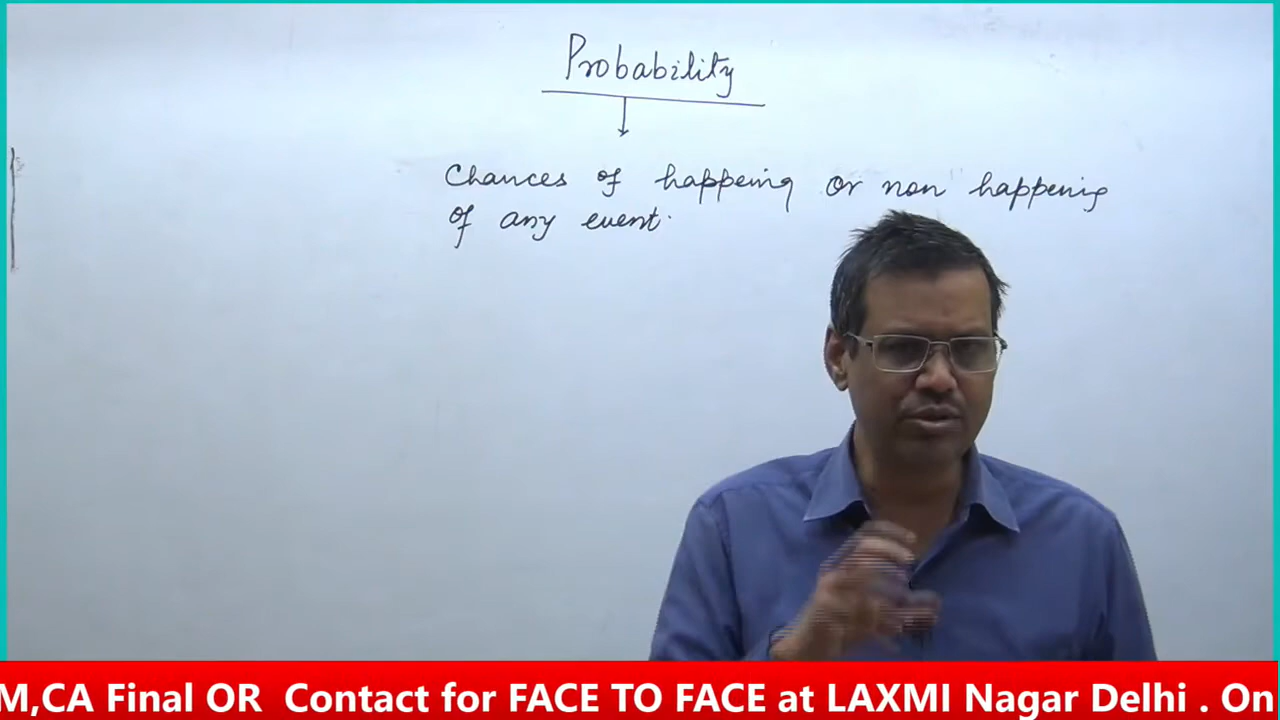 Probability
Chances of happeing or non happenig
of any event.
M,CA Final OR Contact for FACE TO FACE at LAXMI Nagar Delhi . On